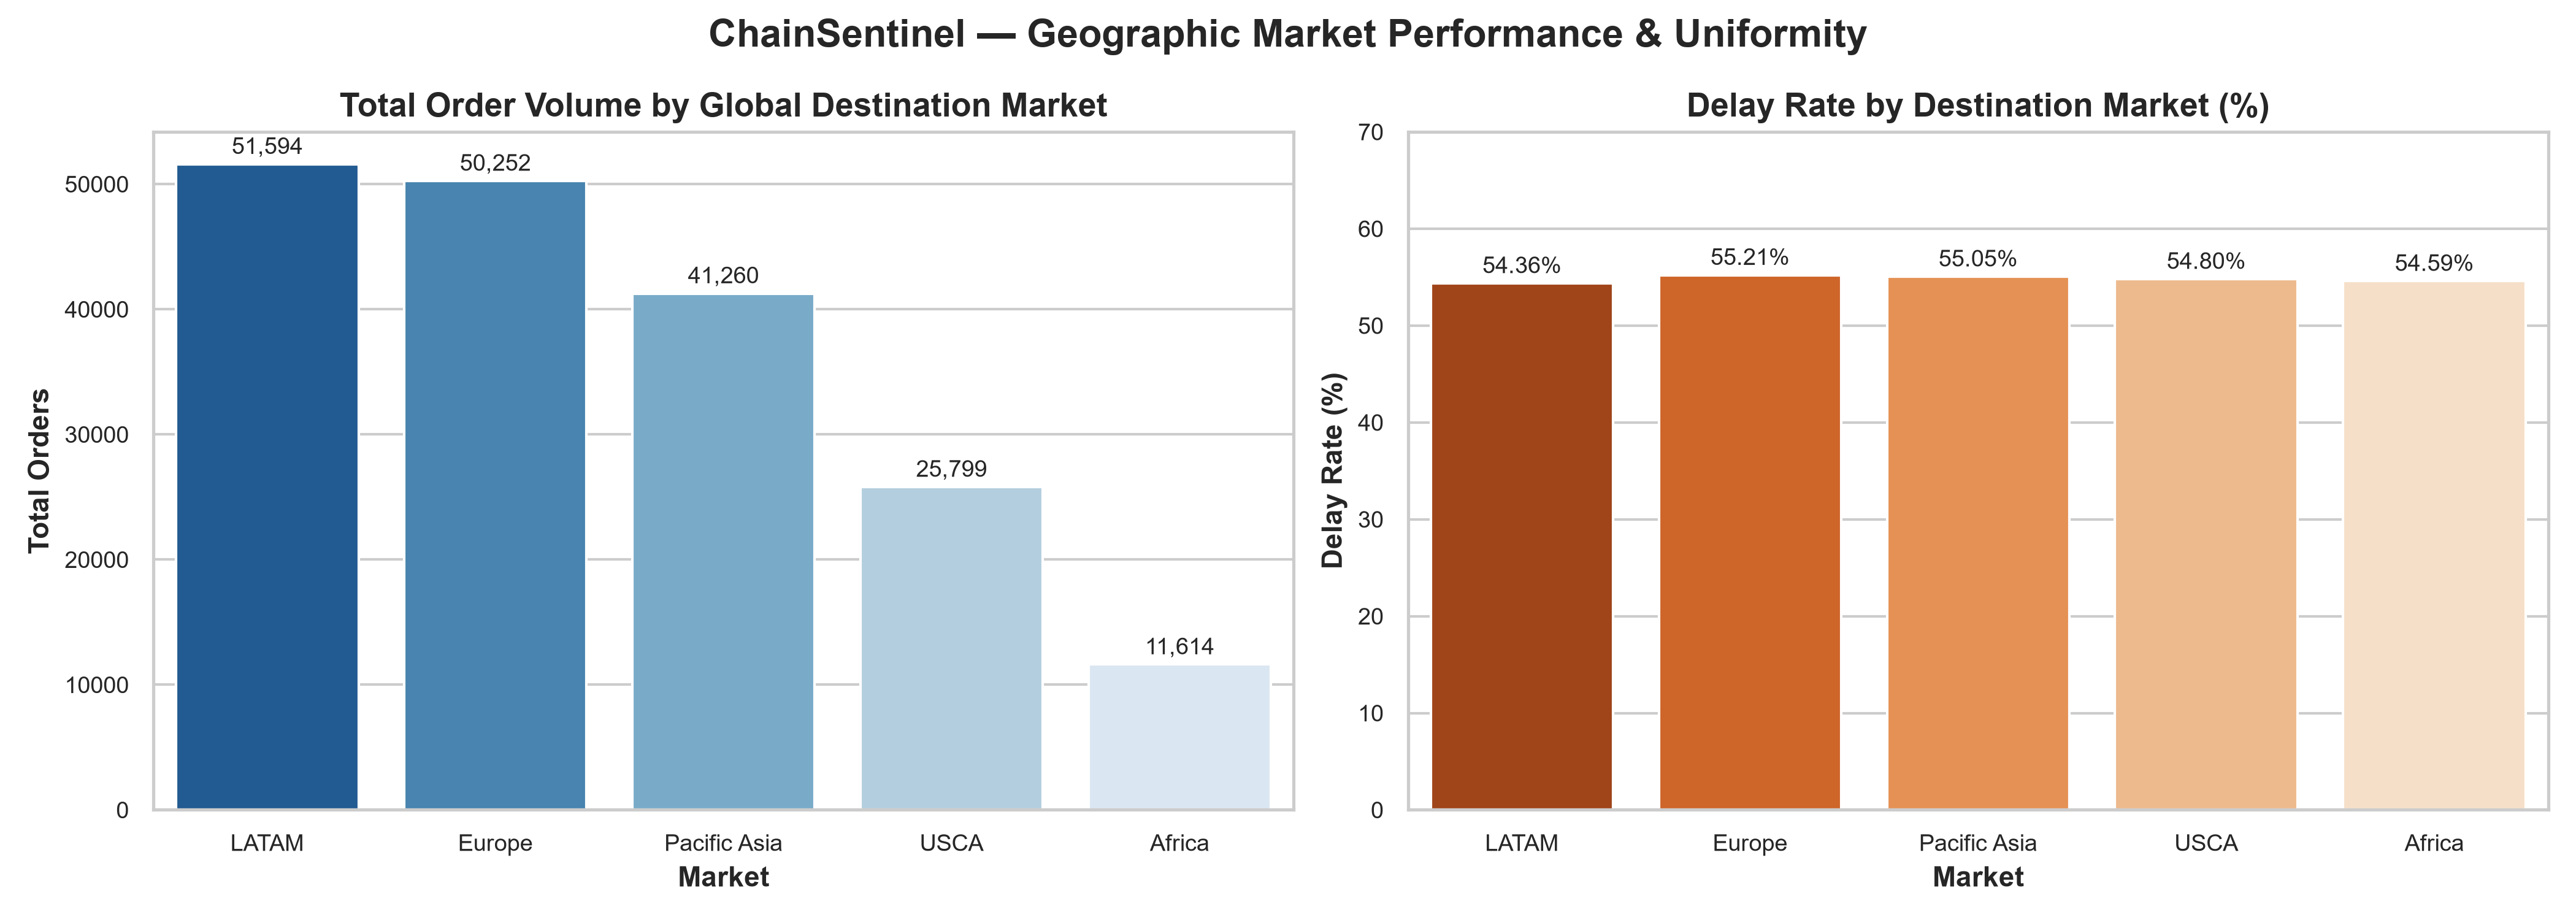 ChainSentinel — Geographic Market Performance & Uniformity
Total Order Volume by Global Destination Market
51,594
50,252
41,260
25,799
11,614
50000
40000
30000
20000
10000
0
Total Orders
LATAM
Europe
Pacific Asia
USCA
Africa
Market
Delay Rate by Destination Market (%)
70
60
50
40
30
20
10
0
54.36%
55.21%
55.05%
54.80%
54.59%
Delay Rate (%)
LATAM
Europe
Pacific Asia
USCA
Africa
Market